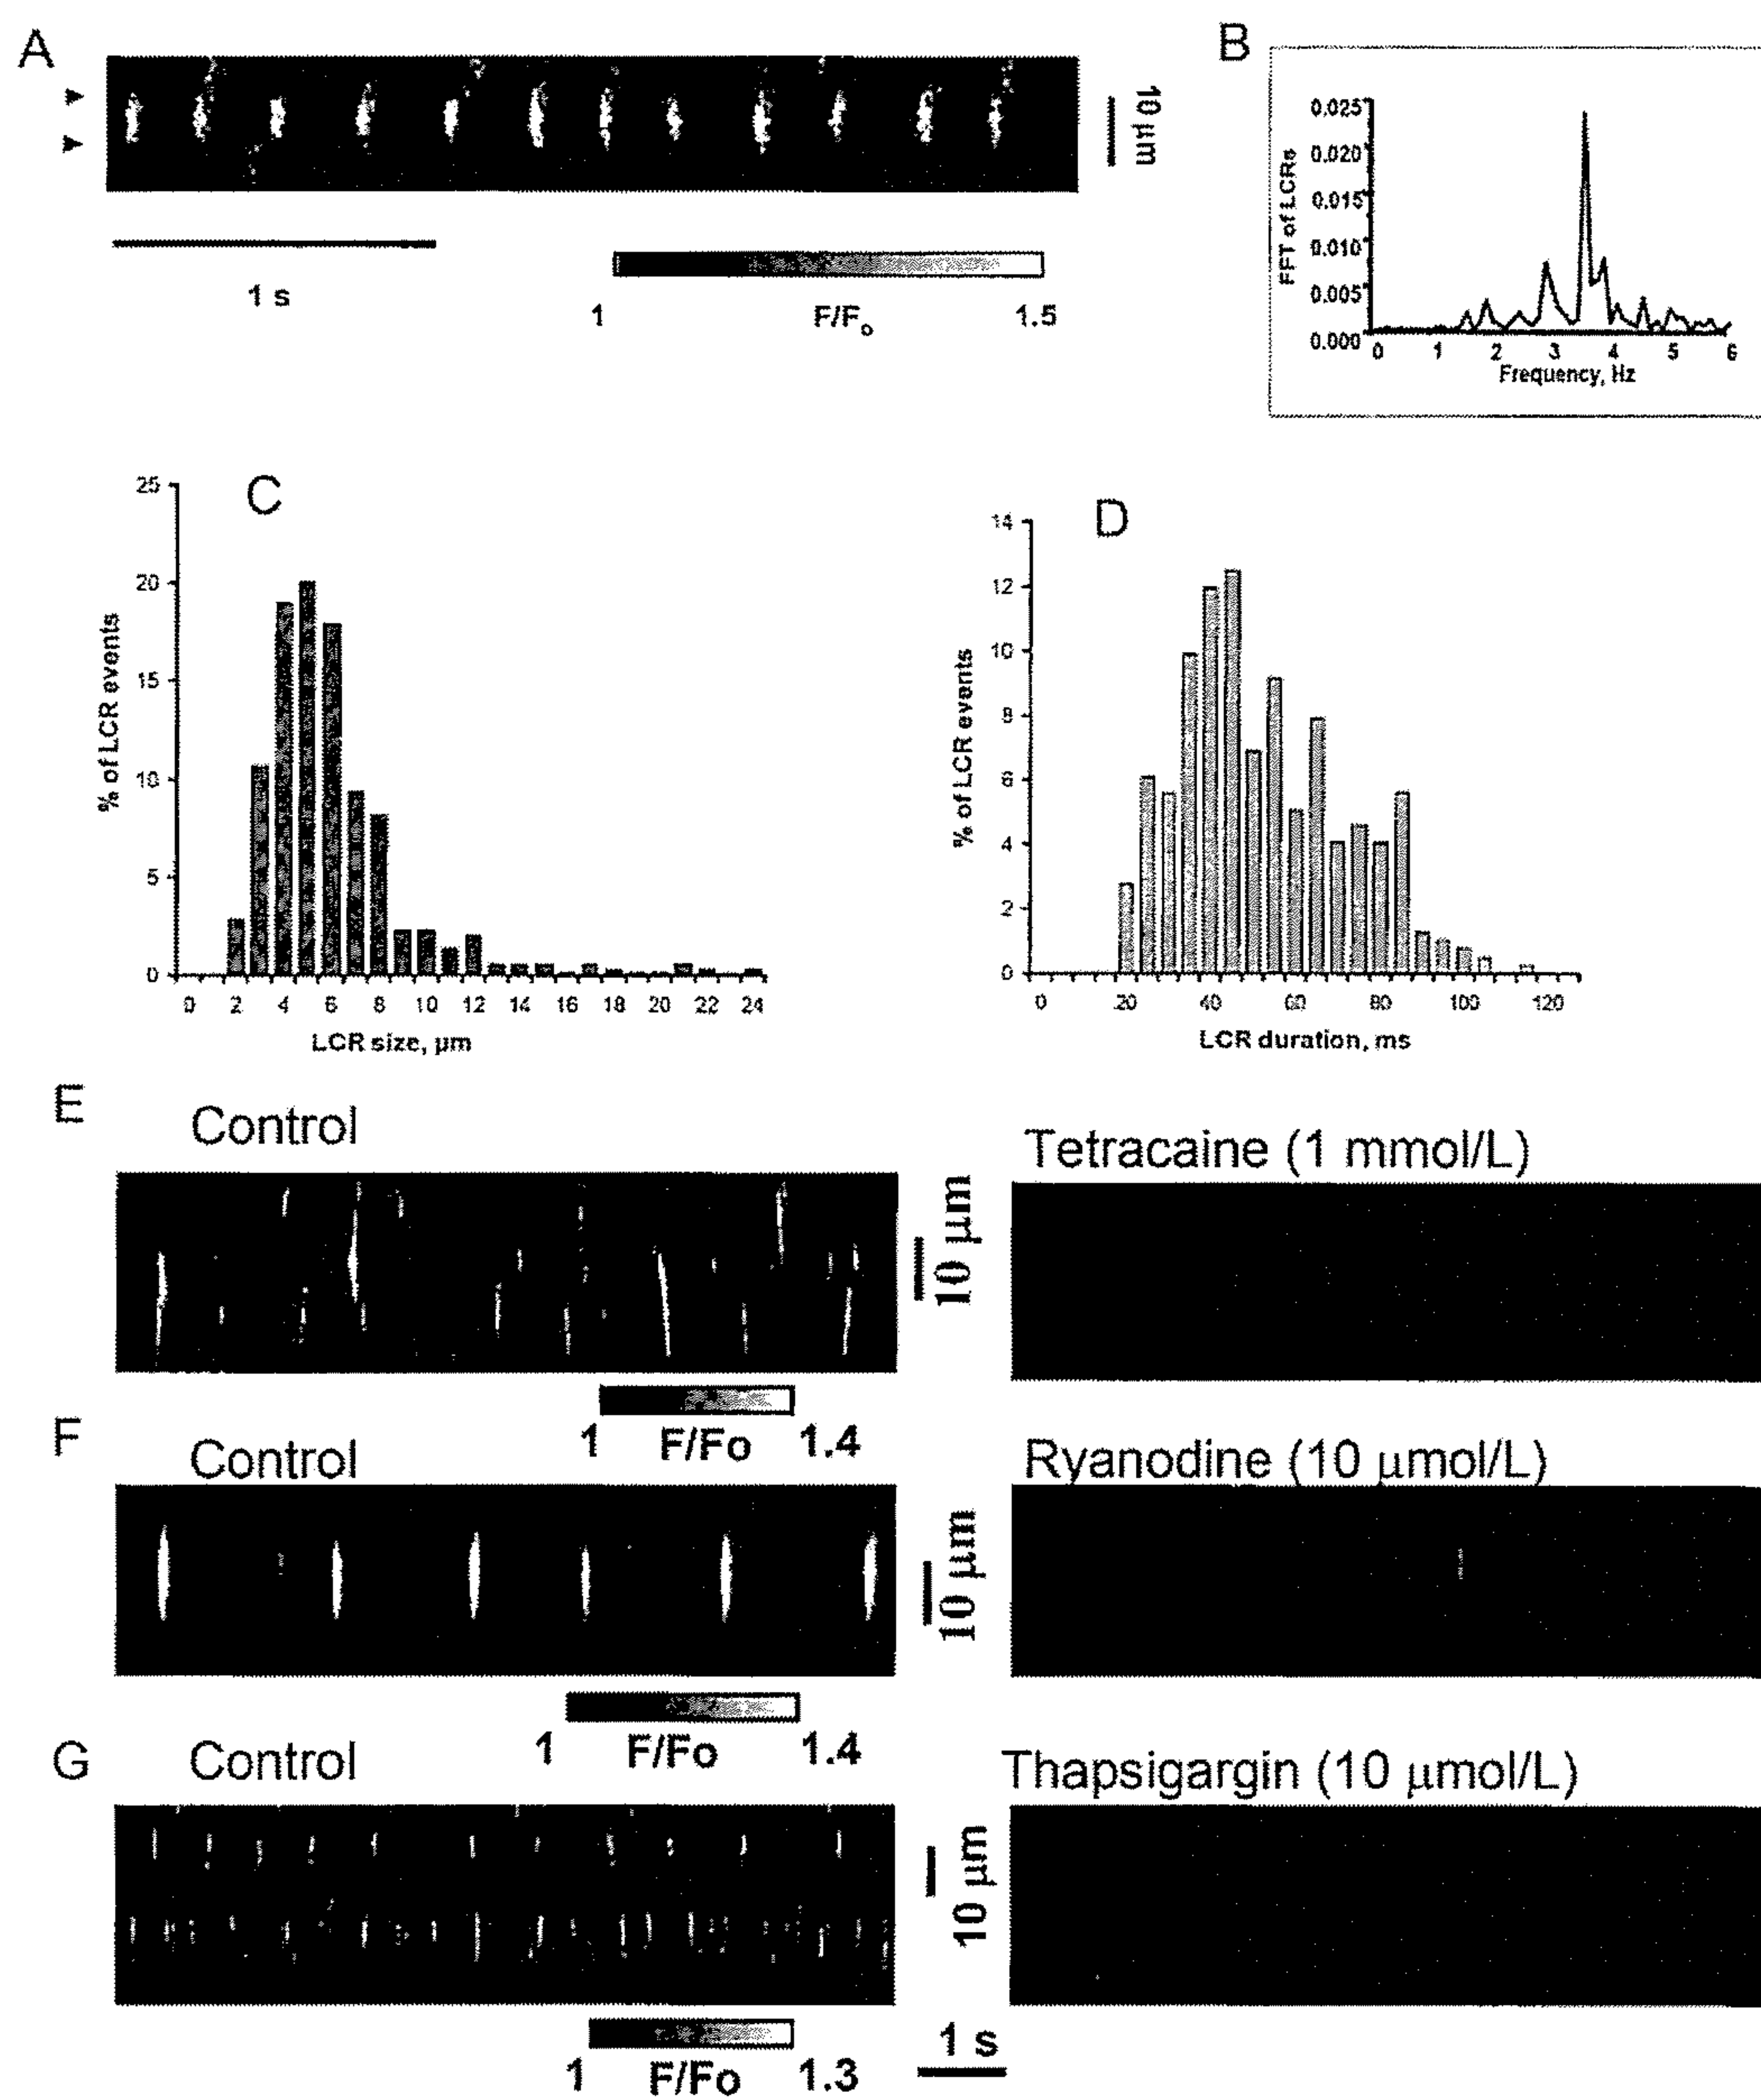 A
10 µm
1 s
1
F/Fo
1.5
B
0.025
0.020
0.015
0.010
0.005
0.000
FFT of LCRs
0 1 2 3 4 5 6
Frequency, Hz
C
25
20
15
10
5
0
% of LCR events
0 2 4 6 8 10 12 14 16 18 20 22 24
LCR size, µm
D
14
12
10
8
6
4
2
0
% of LCR events
0 20 40 60 80 100 120
LCR duration, ms
E
Control
10 µm
Tetracaine (1 mmol/L)
1 F/Fo 1.4
F
Control
10 µm
Ryanodine (10 µmol/L)
1 F/Fo 1.4
G
Control
10 µm
Thapsigargin (10 µmol/L)
1 F/Fo 1.3
1 s